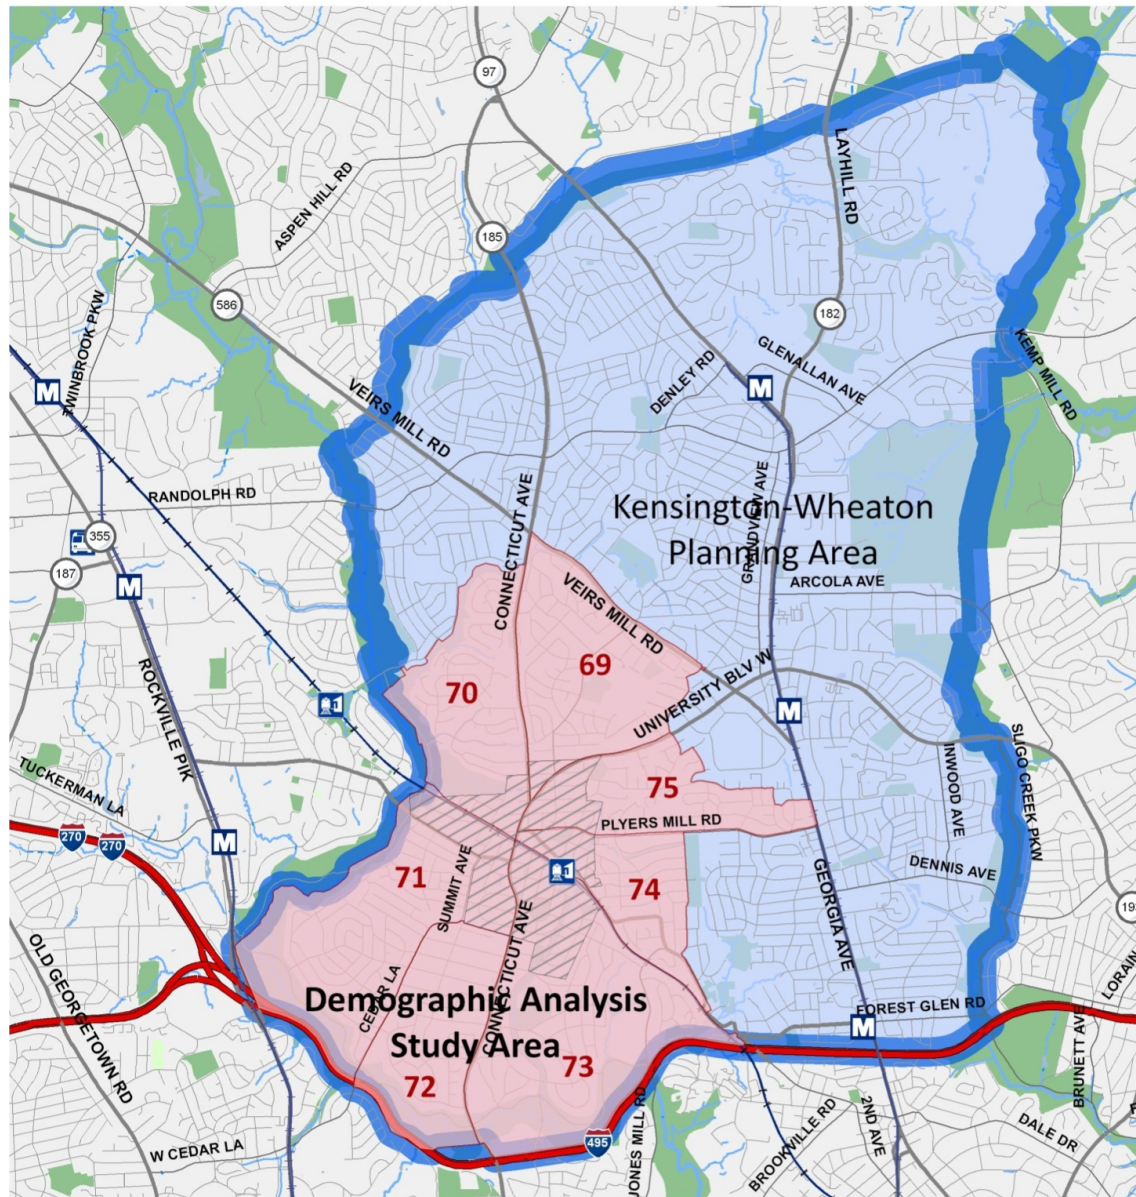 97
LAYHILL RD
ASPEN HILL RD
185
586
TWINBROOK PKW
182
KEMP MILL RD
GLENALLAN AVE
DENLEY RD
M
M
VEIRS MILL RD
RANDOLPH RD
CONNECTICUT AVE
GRANDVIEW AVE
Kensington-Wheaton
Planning Area
355
187
M
ARCOLA AVE
VEIRS MILL RD
69
70
UNIVERSITY BLV W
ROCKVILLE PIK
M
TUCKERMAN LA
INWOOD AVE
SLIGO CREEK PKW
75
PLYERS MILL RD
270
270
M
71
SUMMIT AVE
74
DENNIS AVE
GEORGIA AVE
CONNECTICUT AVE
OLD GEORGETOWN RD
CEDAR LA
Demographic Analysis
Study Area
FOREST GLEN RD
M
LORAIN
BRUNETT AVE
72
73
495
JONES MILL RD
BROOKVILLE RD
2ND AVE
DALE DR
W CEDAR LA